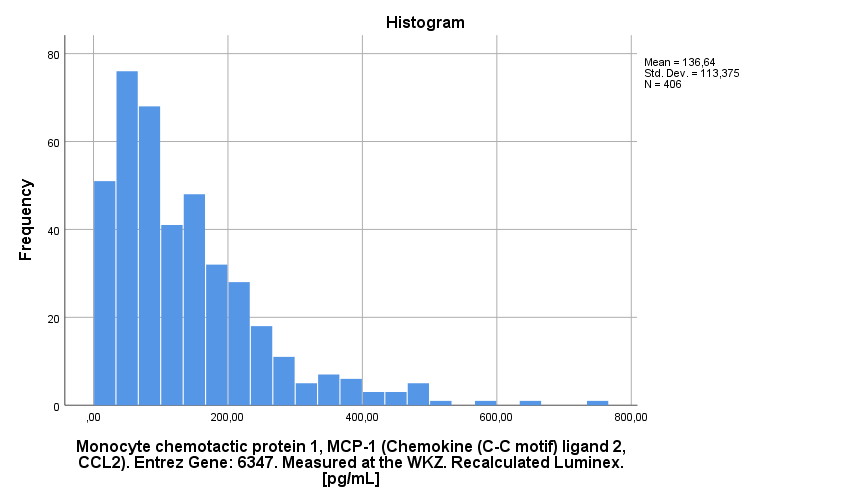 Histogram
Mean = 136,64
Std. Dev. = 113,375
N = 406
80
60
40
20
0
Frequency
,00
200,00
400,00
600,00
800,00
Monocyte chemotactic protein 1, MCP-1 (Chemokine (C-C motif) ligand 2,
CCL2). Entrez Gene: 6347. Measured at the WKZ. Recalculated Luminex.
[pg/mL]